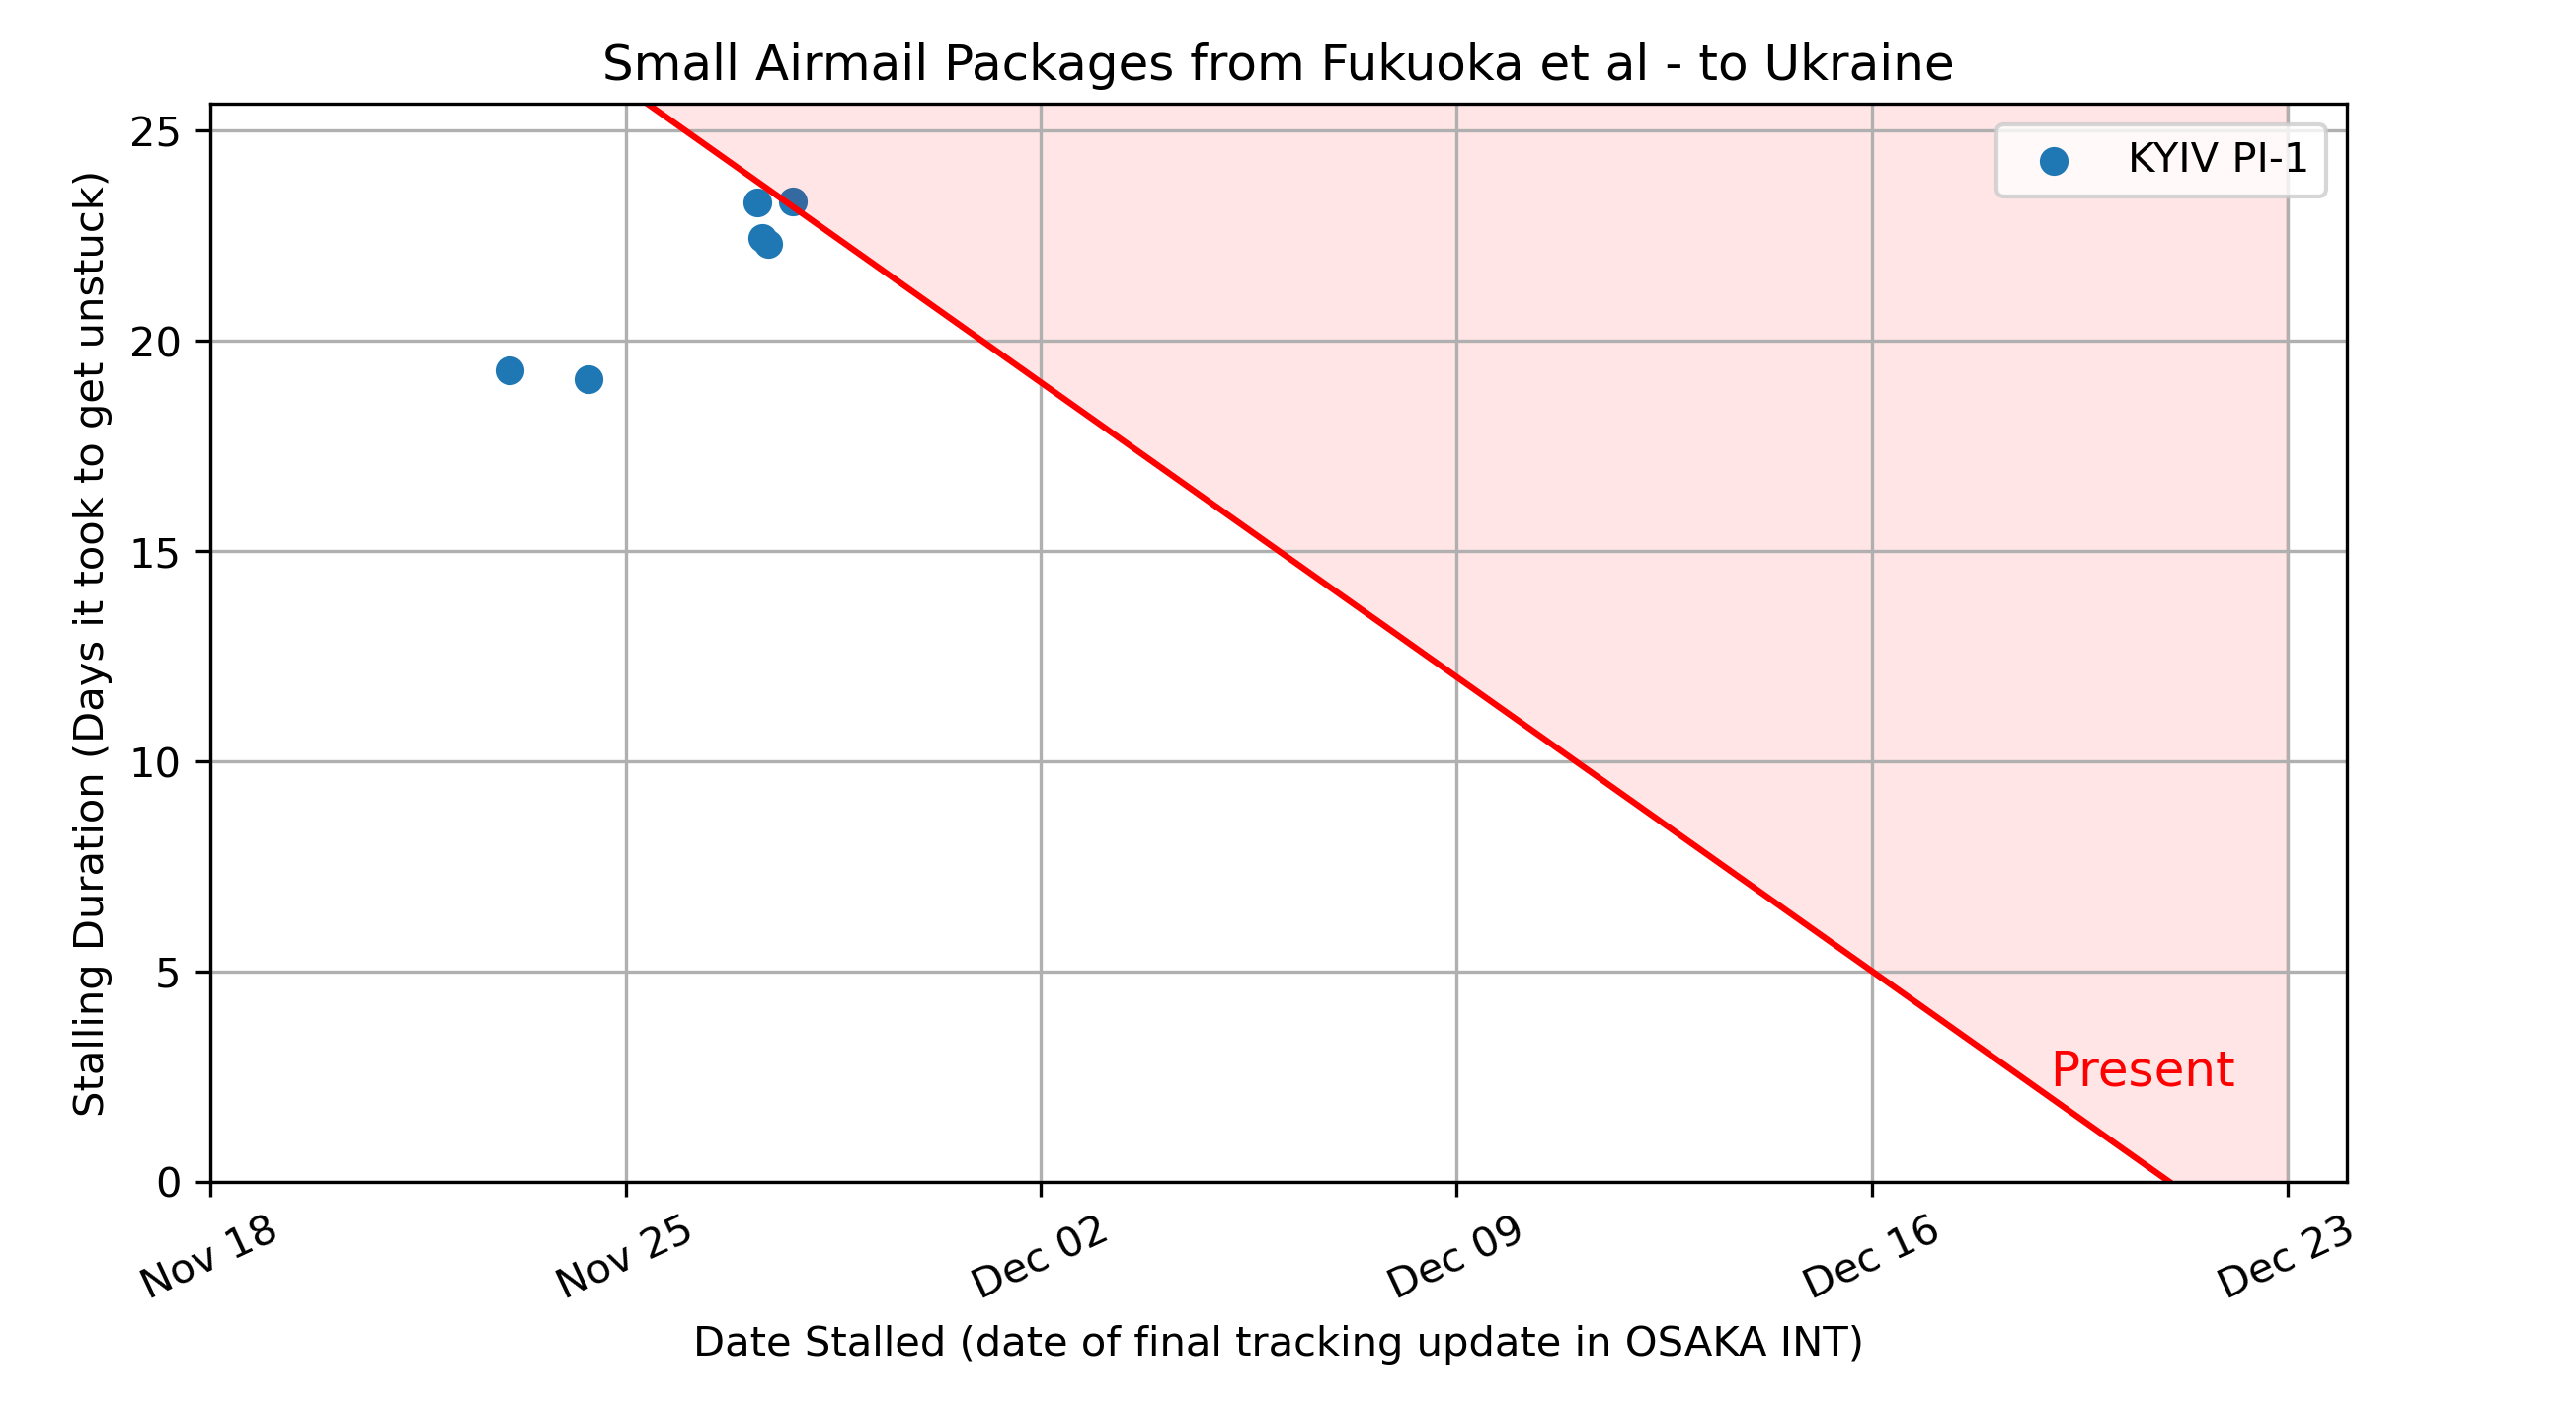 Small Airmail Packages from Fukuoka et al - to Ukraine
KYIV PI-1
Stalling Duration (Days it took to get unstuck)
25
20
15
10
5
0
Present
Nov 18
Nov 25
Dec 02
Dec 09
Dec 16
Dec 23
Date Stalled (date of final tracking update in OSAKA INT)